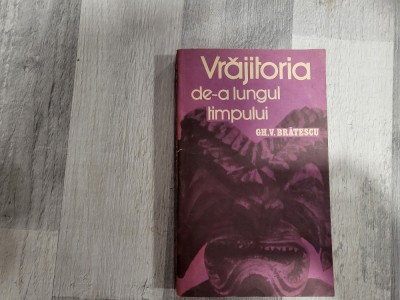 Vrăjitoria
de-a lungul
timpului
GH.V. BRĂTESCU